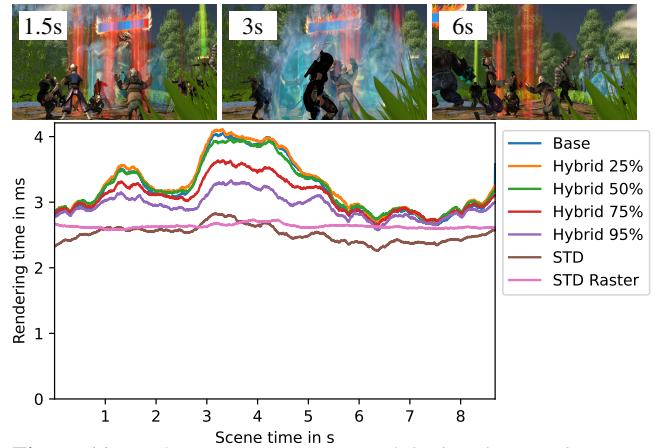 1.5s
3s
6s
4
3
2
1
0
Rendering time in ms
1 2 3 4 5 6 7 8
Scene time in s
Base
Hybrid 25%
Hybrid 50%
Hybrid 75%
Hybrid 95%
STD
STD Raster